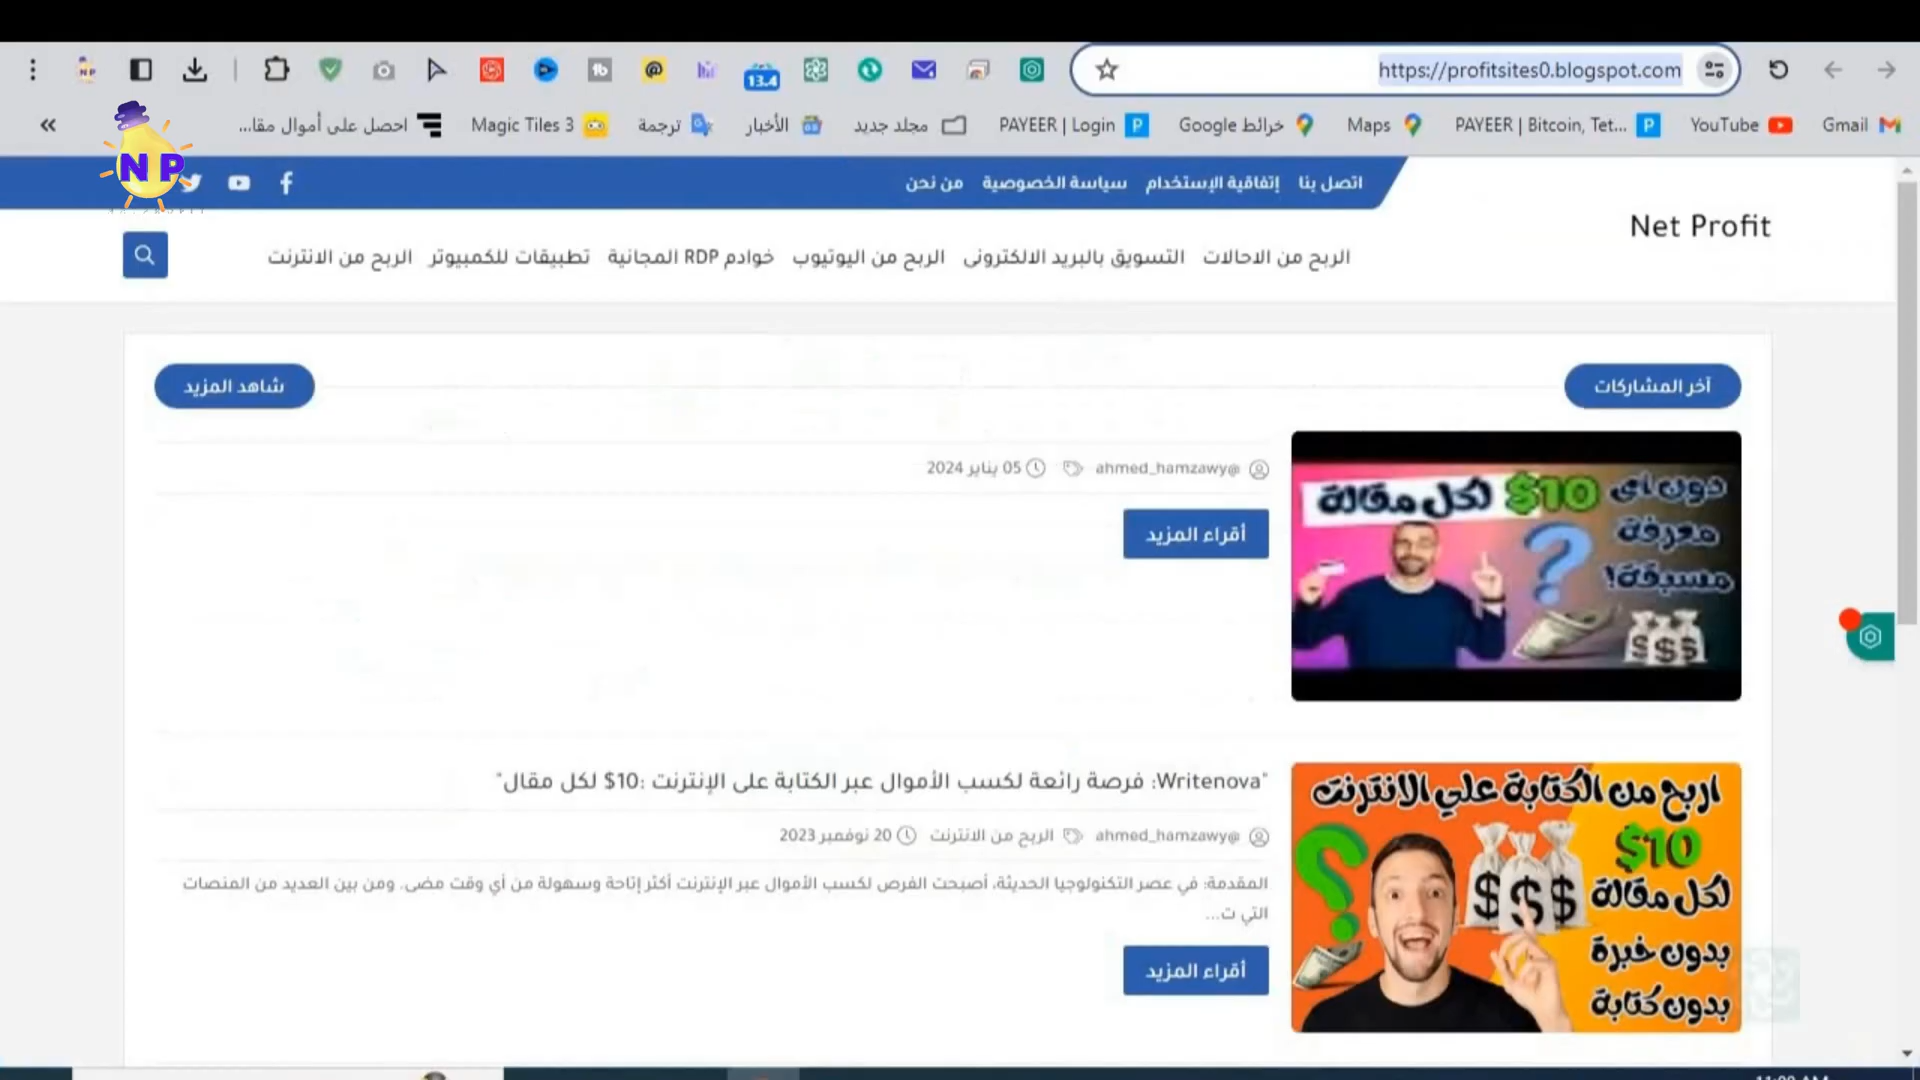 https://profitsites0.blogspot.com
13.4
Gmail
YouTube
PAYEER | Bitcoin, Tet...
Maps
خرائط Google
PAYEER | Login
مجلد جديد
الأخبار
ترجمة
Magic Tiles 3
احصل على أموال مقا...
N P
اتصل بنا
إتفاقية الإستخدام
سياسة الخصوصية
من نحن
Net Profit
الربح من الاحالات
التسويق بالبريد الالكترونى
الربح من اليوتيوب
خوادم RDP المجانية
تطبيقات للكمبيوتر
الربح من الانترنت
آخر المشاركات
شاهد المزيد
دون اي $10 لكل مقالة
معرفة
مسبقة!
@ahmed_hamzawy
05 يناير 2024
أقراء المزيد
اربح من الكتابة علي الانترنت
$10
لكل مقالة
بدون خبرة
بدون كتابة
"Writenova: فرصة رائعة لكسب الأموال عبر الكتابة على الإنترنت :10$ لكل مقال"
@ahmed_hamzawy
الربح من الانترنت
20 نوفمبر 2023
المقدمة: في عصر التكنولوجيا الحديثة، أصبحت الفرص لكسب الأموال عبر الإنترنت أكثر إتاحة وسهولة من أي وقت مضى. ومن بين العديد من المنصات
التي ت...
أقراء المزيد